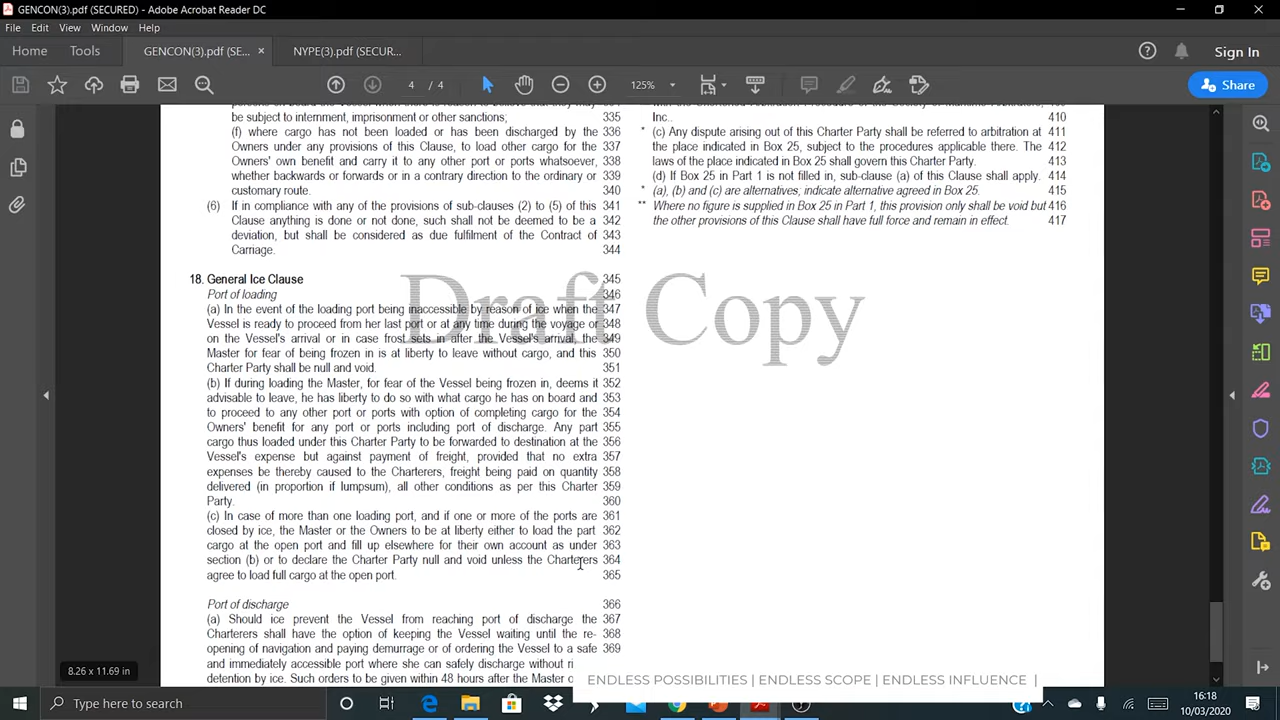 GENCON(3).pdf (SECURED) - Adobe Acrobat Reader DC
File Edit View Window Help
Home Tools GENCON(3).pdf (SE... × NYPE(3).pdf (SECUR... Sign In
4 / 4 125% Share
be subject to internment, imprisonment or other sanctions; 335
(f) where cargo has not been loaded or has been discharged by the 336
Owners under any provisions of this Clause, to load other cargo for the 337
Owners' own benefit and carry it to any other port or ports whatsoever, 338
whether backwards or forwards or in a contrary direction to the ordinary or 339
customary route. 340
(6) If in compliance with any of the provisions of sub-clauses (2) to (5) of this 341
Clause anything is done or not done, such shall not be deemed to be a 342
deviation, but shall be considered as due fulfilment of the Contract of 343
Carriage. 344
18. General Ice Clause 345
Port of loading 346
(a) In the event of the loading port being inaccessible by reason of ice when the 347
Vessel is ready to proceed from her last port or at any time during the voyage or 348
on the Vessel's arrival or in case frost sets in after the Vessel's arrival, the 349
Master for fear of being frozen in is at liberty to leave without cargo, and this 350
Charter Party shall be null and void. 351
(b) If during loading the Master, for fear of the Vessel being frozen in, deems it 352
advisable to leave, he has liberty to do so with what cargo he has on board and 353
to proceed to any other port or ports with option of completing cargo for the 354
Owners' benefit for any port or ports including port of discharge. Any part 355
cargo thus loaded under this Charter Party to be forwarded to destination at the 356
Vessel's expense but against payment of freight, provided that no extra 357
expenses be thereby caused to the Charterers, freight being paid on quantity 358
delivered (in proportion if lumpsum), all other conditions as per this Charter 359
Party. 360
(c) In case of more than one loading port, and if one or more of the ports are 361
closed by ice, the Master or the Owners to be at liberty either to load the part 362
cargo at the open port and fill up elsewhere for their own account as under 363
section (b) or to declare the Charter Party null and void unless the Charterers 364
agree to load full cargo at the open port. 365
Port of discharge 366
(a) Should ice prevent the Vessel from reaching port of discharge the 367
Charterers shall have the option of keeping the Vessel waiting until the re- 368
opening of navigation and paying demurrage or of ordering the Vessel to a safe 369
and immediately accessible port where she can safely discharge without
detention by ice. Such orders to be given within 48 hours after the Master
Inc.. 410
* (c) Any dispute arising out of this Charter Party shall be referred to arbitration at 411
the place indicated in Box 25, subject to the procedures applicable there. The 412
laws of the place indicated in Box 25 shall govern this Charter Party. 413
(d) If Box 25 in Part 1 is not filled in, sub-clause (a) of this Clause shall apply. 414
* (a), (b) and (c) are alternatives; indicate alternative agreed in Box 25. 415
** Where no figure is supplied in Box 25 in Part 1, this provision only shall be void but 416
the other provisions of this Clause shall have full force and remain in effect. 417
Draft Copy
8.26 x 11.69 in
ENDLESS POSSIBILITIES | ENDLESS SCOPE | ENDLESS INFLUENCE |
Type here to search
16:18
10/03/2020